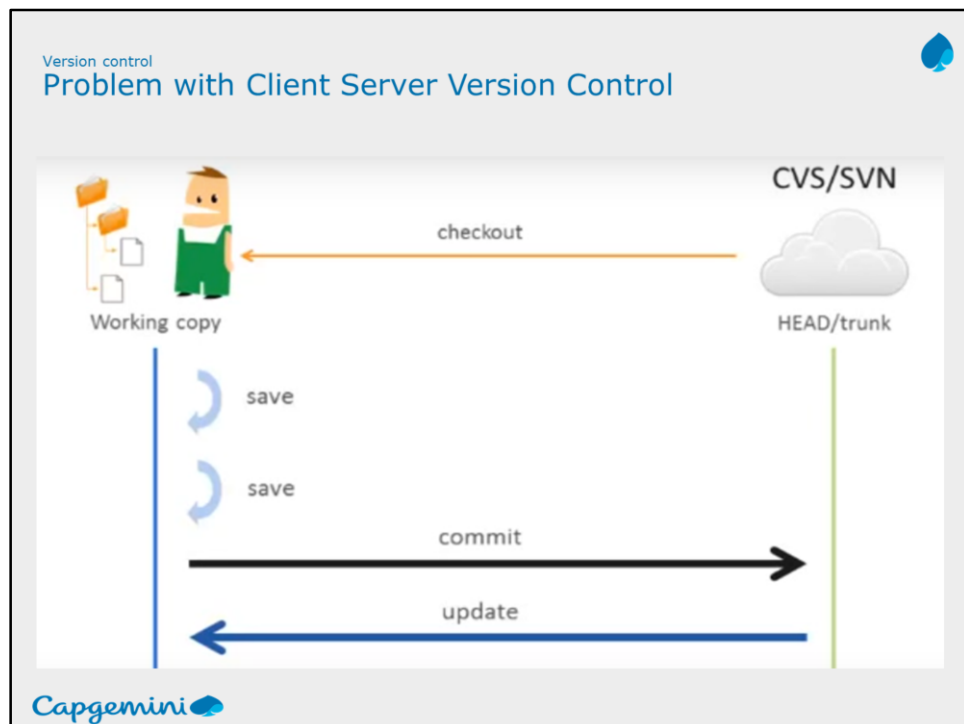 Version control
Problem with Client Server Version Control
CVS/SVN
checkout
Working copy
HEAD/trunk
save
save
commit
update
Capgemini